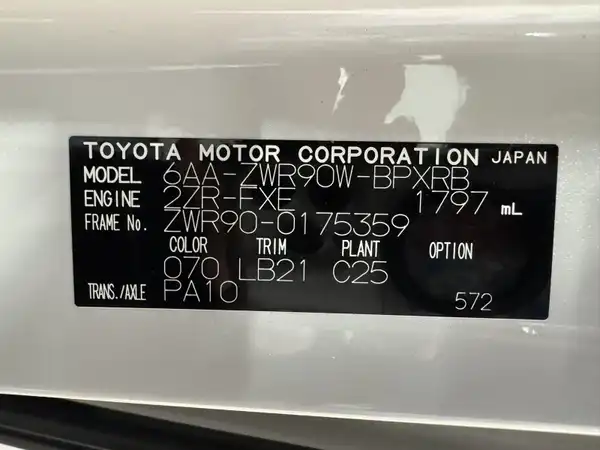 TOYOTA MOTOR CORPORATION JAPAN
MODEL 6AA-ZWR90W-BPXRB
ENGINE 2ZR-FXE 1797 mL
FRAME No. ZWR90-0175359
COLOR TRIM PLANT OPTION
070 LB21 C25
TRANS./AXLE PA10 572